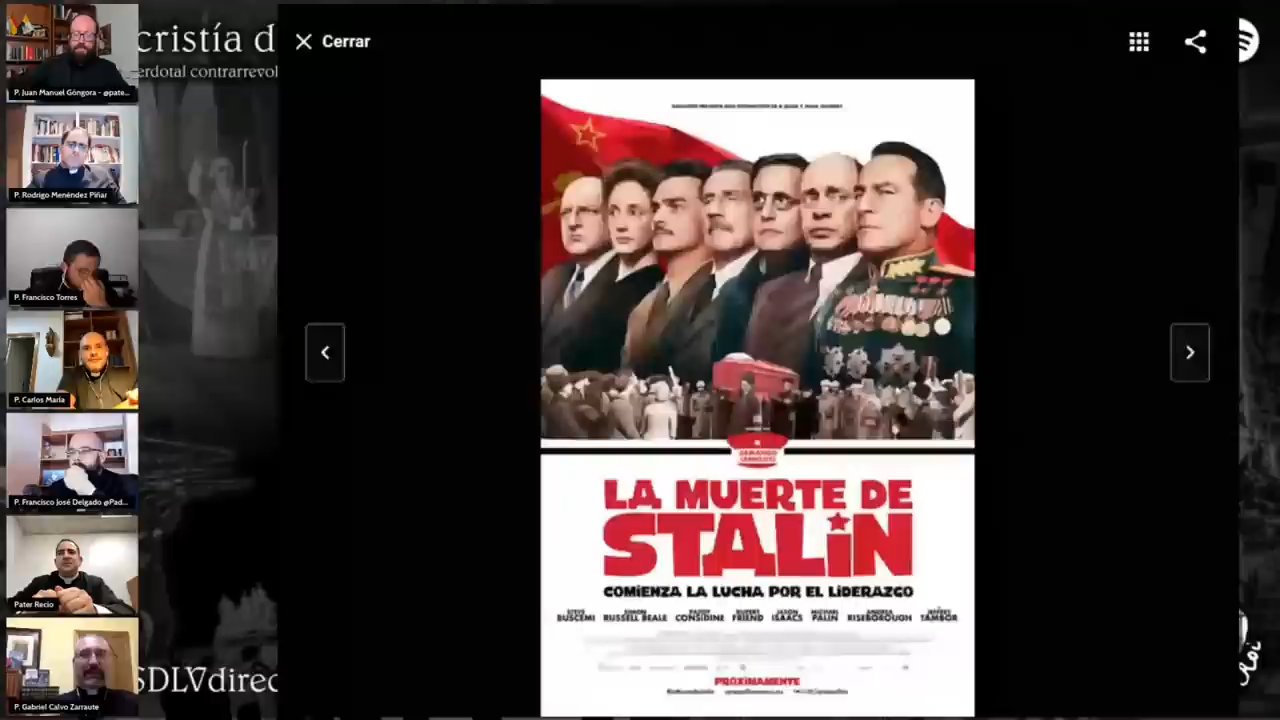 cristía d
erdotal contrarrevol
Cerrar
P. Juan Manuel Góngora - @pate...
P. Rodrigo Menéndez Piñar
P. Francisco Torres
P. Carlos María
P. Francisco José Delgado @Pad...
Pater Recio
P. Gabriel Calvo Zarraute
SDLVdirec
LA MUERTE DE
STALIN
COMIENZA LA LUCHA POR EL LIDERAZGO
STEVE BUSCEMI SIMON RUSSELL BEALE PADDY CONSIDINE RUPERT FRIEND JASON ISAACS MICHAEL PALIN ANDREA RISEBOROUGH JEFFREY TAMBOR
PRÓXIMAMENTE
Roi